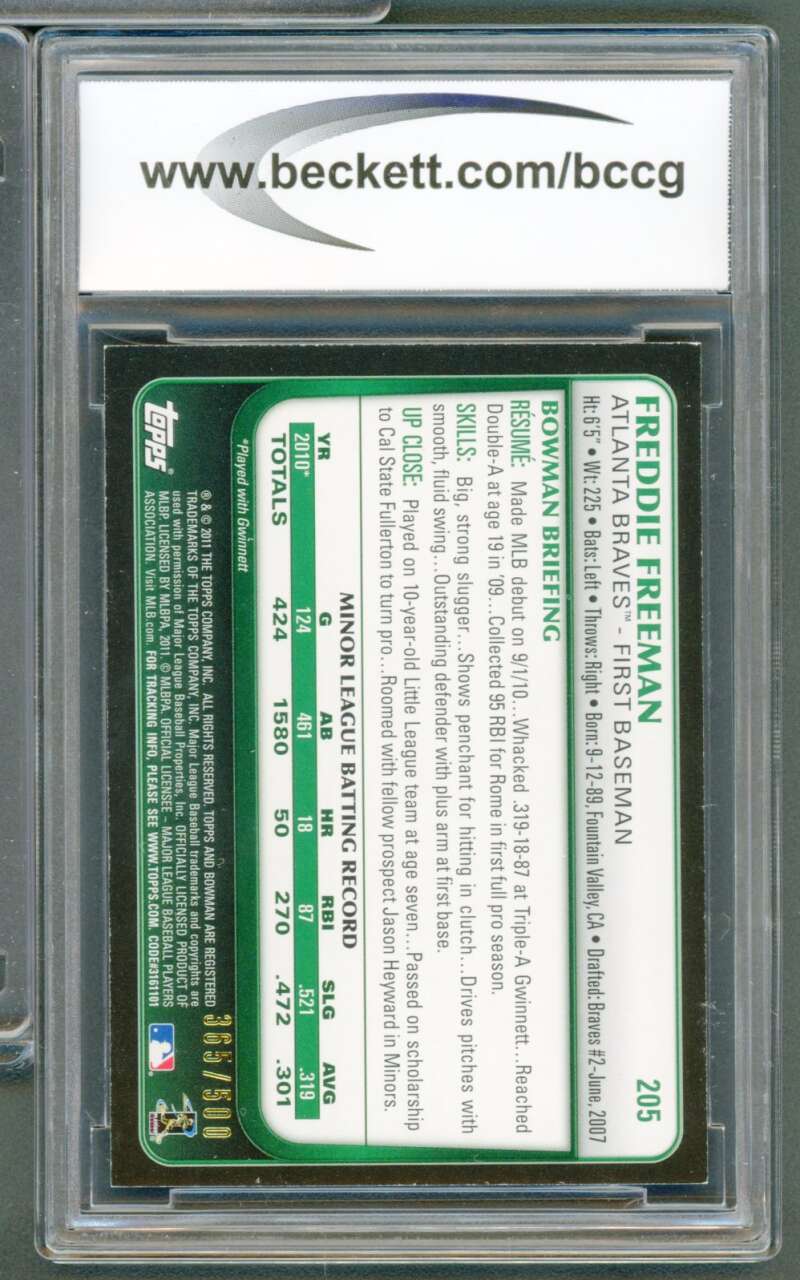 www.beckett.com/bccg
205
FREDDIE FREEMAN
ATLANTA BRAVES™ - FIRST BASEMAN
Ht: 6'5" • Wt: 225 • Bats: Left • Throws: Right • Born: 9-12-89, Fountain Valley, CA • Drafted: Braves #2-June, 2007
BOWMAN BRIEFING
RÉSUMÉ: Made MLB debut on 9/1/10...Whacked .319-18-87 at Triple-A Gwinnett...Reached
Double-A at age 19 in '09...Collected 95 RBI for Rome in first full pro season.
SKILLS: Big, strong slugger...Shows penchant for hitting in clutch...Drives pitches with
smooth, fluid swing...Outstanding defender with plus arm at first base.
UP CLOSE: Played on 10-year-old Little League team at age seven...Passed on scholarship
to Cal State Fullerton to turn pro...Roomed with fellow prospect Jason Heyward in Minors.
MINOR LEAGUE BATTING RECORD
YR G AB HR RBI SLG AVG
2010* 124 461 18 87 .521 .319
TOTALS 424 1580 50 270 .472 .301
*Played with Gwinnett
365/500
® & © 2011 THE TOPPS COMPANY, INC. ALL RIGHTS RESERVED. TOPPS AND BOWMAN ARE REGISTERED
TRADEMARKS OF THE TOPPS COMPANY, INC. Major League Baseball trademarks and copyrights are
used with permission of Major League Baseball Properties, Inc. OFFICIALLY LICENSED PRODUCT OF
MLBP. LICENSED BY MLBPA, 2011. © MLBPA. OFFICIAL LICENSEE – MAJOR LEAGUE BASEBALL PLAYERS
ASSOCIATION. Visit MLB.com FOR TRACKING INFO, PLEASE SEE WWW.TOPPS.COM. CODE#3161101
topps®